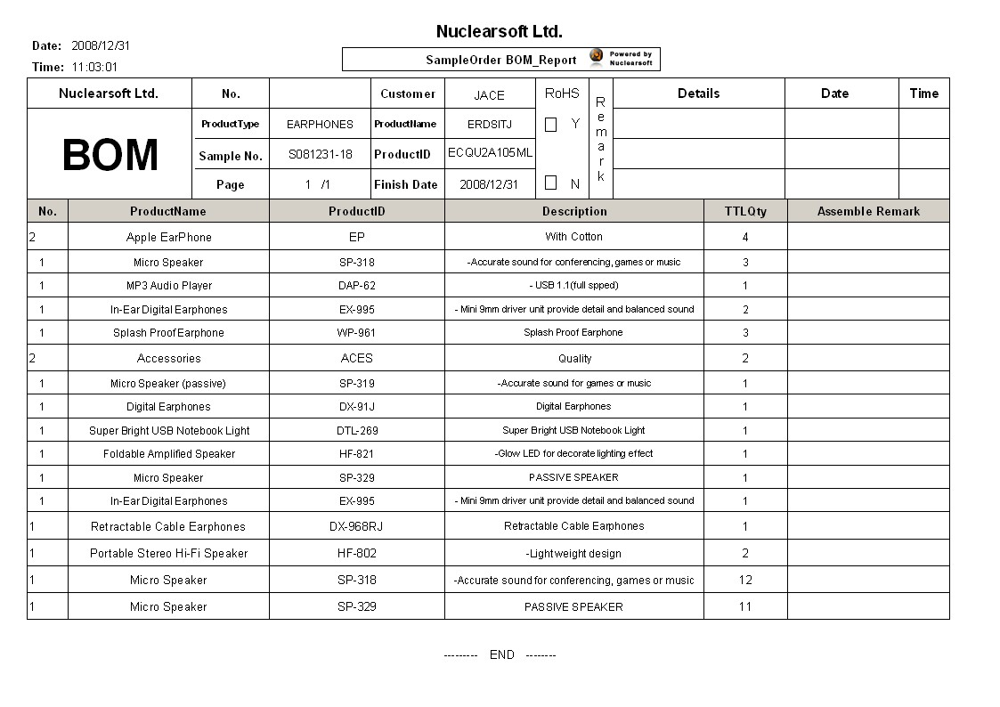 Nuclearsoft Ltd.
Date: 2008/12/31
SampleOrder BOM_Report Powered by Nuclearsoft
Time: 11:03:01
Nuclearsoft Ltd. No. Customer JACE RoHS Remark Details Date Time
BOM
ProductType EARPHONES ProductName ERDSITJ Y
Sample No. S081231-18 ProductID ECQU2A105ML
Page 1 /1 Finish Date 2008/12/31 N
No. ProductName ProductID Description TTLQty Assemble Remark
2 Apple EarPhone EP With Cotton 4
1 Micro Speaker SP-318 -Accurate sound for conferencing, games or music 3
1 MP3 Audio Player DAP-62 - USB 1.1(full spped) 1
1 In-Ear Digital Earphones EX-995 - Mini 9mm driver unit provide detail and balanced sound 2
1 Splash Proof Earphone WP-961 Splash Proof Earphone 3
2 Accessories ACES Quality 2
1 Micro Speaker (passive) SP-319 -Accurate sound for games or music 1
1 Digital Earphones DX-91J Digital Earphones 1
1 Super Bright USB Notebook Light DTL-269 Super Bright USB Notebook Light 1
1 Foldable Amplified Speaker HF-821 -Glow LED for decorate lighting effect 1
1 Micro Speaker SP-329 PASSIVE SPEAKER 1
1 In-Ear Digital Earphones EX-995 - Mini 9mm driver unit provide detail and balanced sound 1
1 Retractable Cable Earphones DX-968RJ Retractable Cable Earphones 1
1 Portable Stereo Hi-Fi Speaker HF-802 -Lightweight design 2
1 Micro Speaker SP-318 -Accurate sound for conferencing, games or music 12
1 Micro Speaker SP-329 PASSIVE SPEAKER 11
--------- END --------